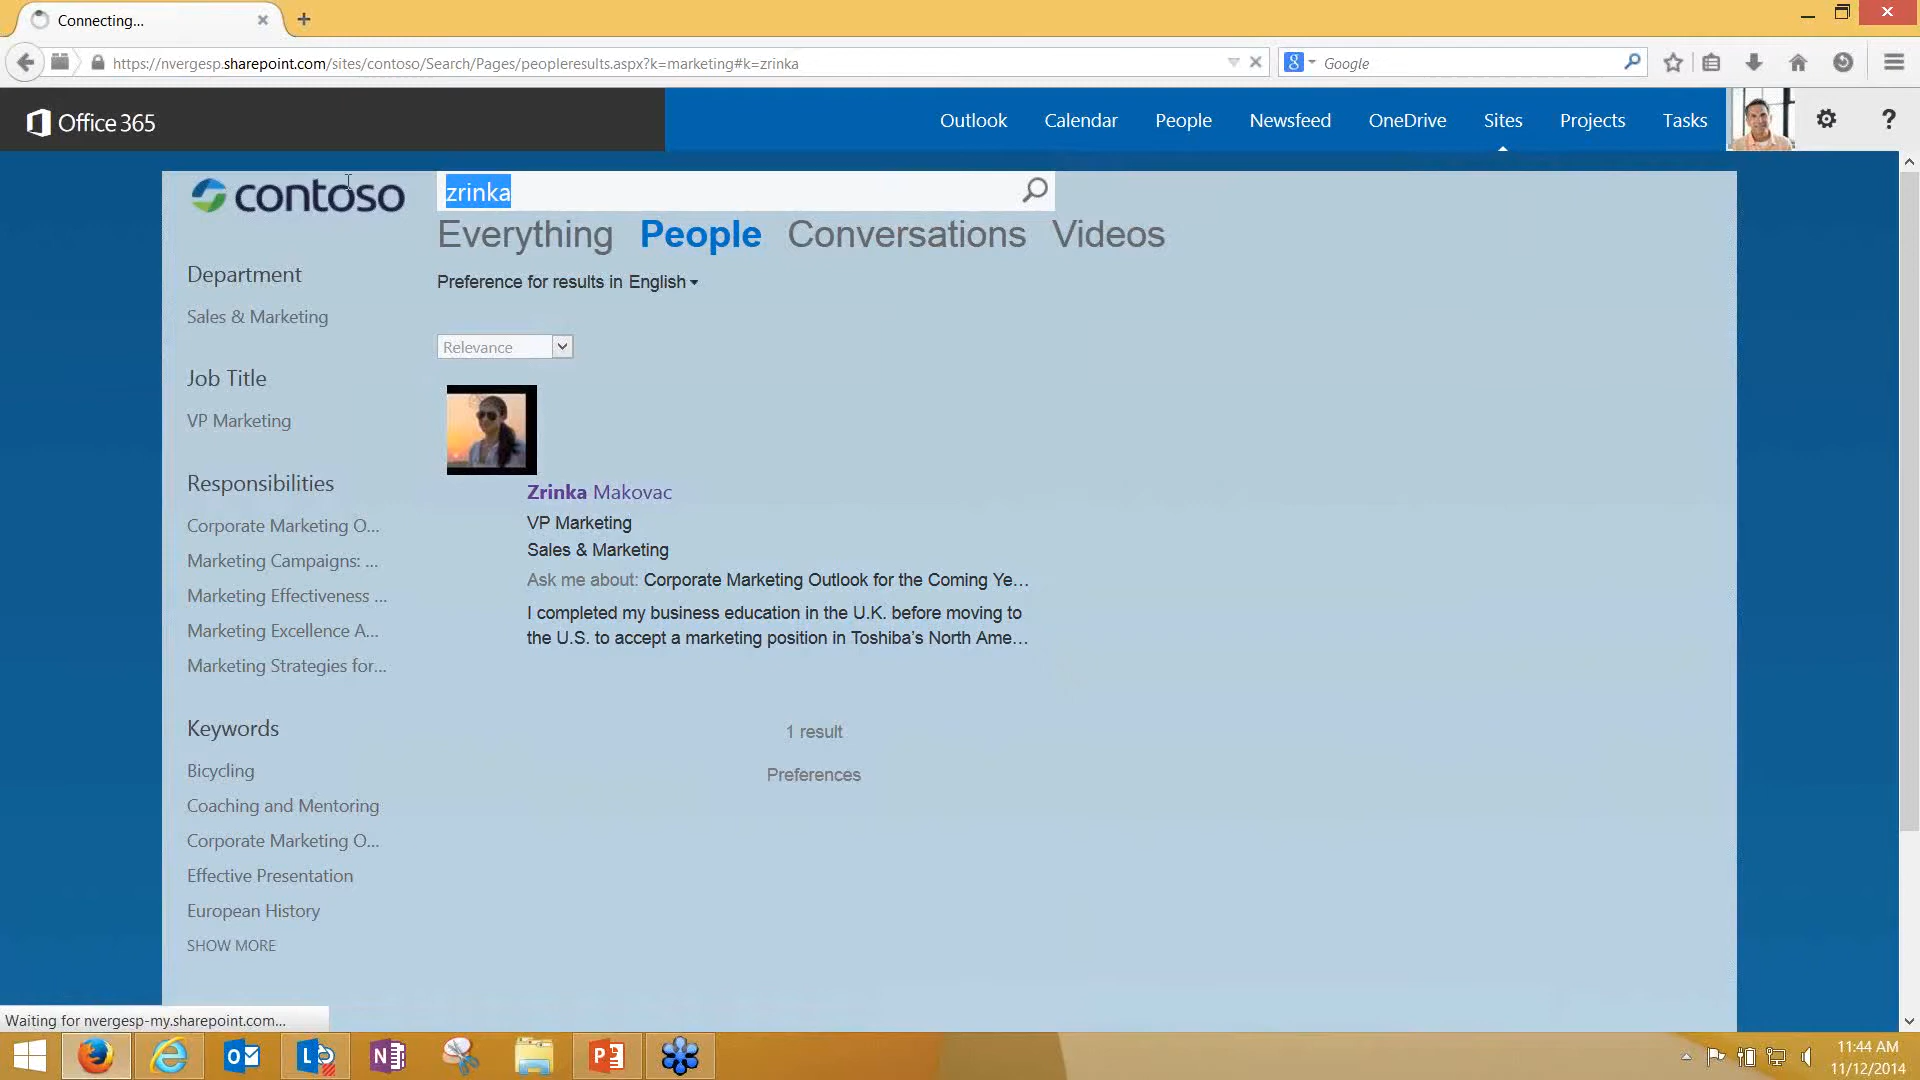 Connecting...
https://nvergesp.sharepoint.com/sites/contoso/Search/Pages/peopleresults.aspx?k=marketing#k=zrinka
Google
Office 365
Outlook
Calendar
People
Newsfeed
OneDrive
Sites
Projects
Tasks
?
contoso
zrinka
Everything People Conversations Videos
Preference for results in English
Relevance
Department
Sales & Marketing
Job Title
VP Marketing
Responsibilities
Corporate Marketing O...
Marketing Campaigns: ...
Marketing Effectiveness ...
Marketing Excellence A...
Marketing Strategies for...
Keywords
Bicycling
Coaching and Mentoring
Corporate Marketing O...
Effective Presentation
European History
SHOW MORE
Zrinka Makovac
VP Marketing
Sales & Marketing
Ask me about: Corporate Marketing Outlook for the Coming Ye...
I completed my business education in the U.K. before moving to
the U.S. to accept a marketing position in Toshiba's North Ame...
1 result
Preferences
Waiting for nvergesp-my.sharepoint.com...
11:44 AM
11/12/2014